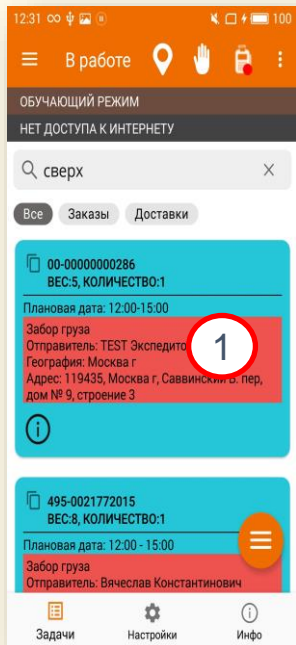 12:31
100
В работе
ОБУЧАЮЩИЙ РЕЖИМ
НЕТ ДОСТУПА К ИНТЕРНЕТУ
сверх
Все Заказы Доставки
00-00000000286
ВЕС:5, КОЛИЧЕСТВО:1
Плановая дата: 12:00-15:00
Забор груза
Отправитель: TEST
География: Москва г
1
Адрес: 119435, Москва г, Саввинский Б. пер,
дом № 9, строение 3
495-0021772015
ВЕС:8, КОЛИЧЕСТВО:1
Плановая дата: 12:00 - 15:00
Забор груза
Отправитель: Вячеслав Константинович
Задачи Настройки Инфо